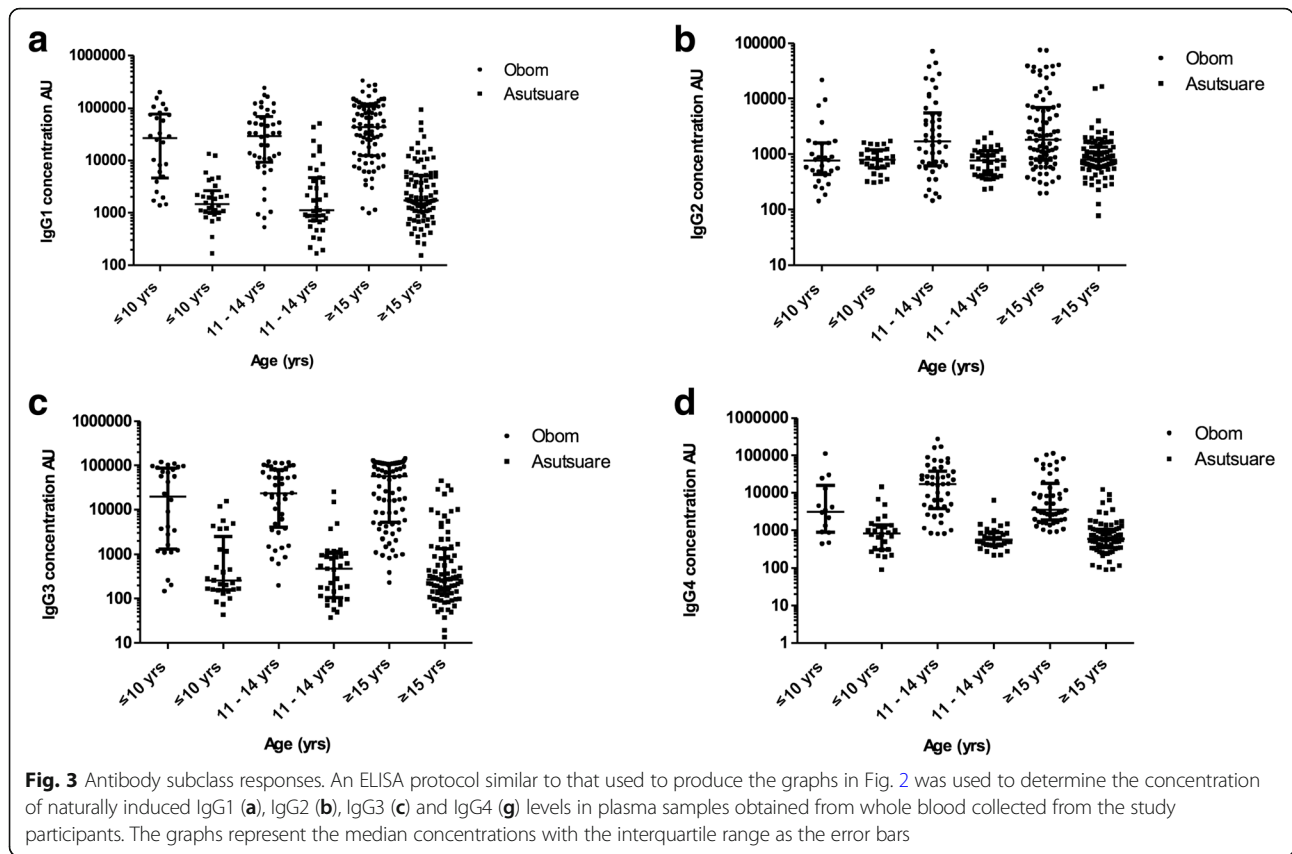 a
1000000
100000
10000
1000
100
IgG1 concentration AU
Obom
Asutsuare
≤10 yrs
≤10 yrs
11 - 14 yrs
11 - 14 yrs
≥15 yrs
≥15 yrs
Age (yrs)
b
100000
10000
1000
100
10
IgG2 concentration AU
Obom
Asutsuare
≤10 yrs
≤10 yrs
11 - 14 yrs
11 - 14 yrs
≥15 yrs
≥15 yrs
Age (yrs)
c
1000000
100000
10000
1000
100
10
IgG3 concentration AU
Obom
Asutsuare
≤10 yrs
≤10 yrs
11 - 14 yrs
11 - 14 yrs
≥15 yrs
≥15 yrs
Age (yrs)
d
1000000
100000
10000
1000
100
10
1
IgG4 concentration AU
Obom
Asutsuare
≤10 yrs
≤10 yrs
11 - 14 yrs
11 - 14 yrs
≥15 yrs
≥15 yrs
Age (yrs)
Fig. 3 Antibody subclass responses. An ELISA protocol similar to that used to produce the graphs in Fig. 2 was used to determine the concentration
of naturally induced IgG1 (a), IgG2 (b), IgG3 (c) and IgG4 (g) levels in plasma samples obtained from whole blood collected from the study
participants. The graphs represent the median concentrations with the interquartile range as the error bars